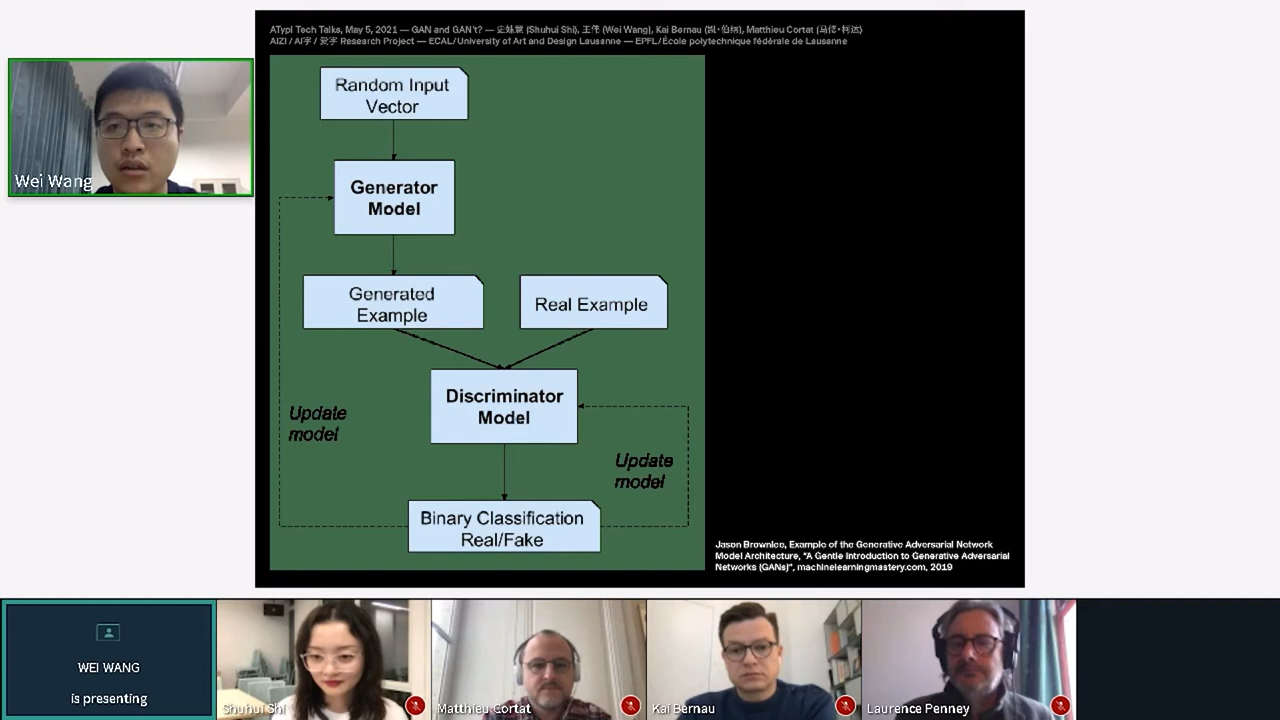 ATypI Tech Talks, May 5, 2021 — GAN and GAN't? — 史姝慧 (Shuhui Shi), 王伟 (Wei Wang), Kai Bernau (凯·伯纳), Matthieu Cortat (马修·柯达)
AIZI / AI字 / 爱字 Research Project — ECAL/University of Art and Design Lausanne — EPFL/École polytechnique fédérale de Lausanne
Wei Wang
Random Input
Vector
Generator
Model
Generated
Example
Real Example
Discriminator
Model
Update
model
Update
model
Binary Classification
Real/Fake
Jason Brownlee, Example of the Generative Adversarial Network
Model Architecture, "A Gentle Introduction to Generative Adversarial
Networks (GANs)", machinelearningmastery.com, 2019
WEI WANG
is presenting
Shuhui Shi
Matthieu Cortat
Kai Bernau
Laurence Penney